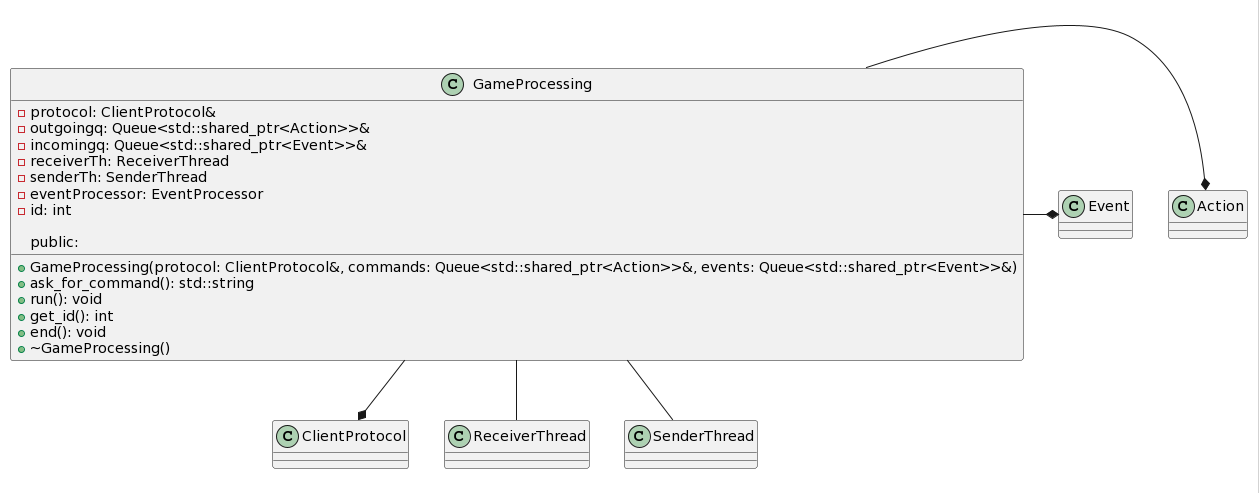 C GameProcessing
protocol: ClientProtocol&
outgoingq: Queue<std::shared_ptr<Action>>&
incomingq: Queue<std::shared_ptr<Event>>&
receiverTh: ReceiverThread
senderTh: SenderThread
eventProcessor: EventProcessor
id: int
public:
GameProcessing(protocol: ClientProtocol&, commands: Queue<std::shared_ptr<Action>>&, events: Queue<std::shared_ptr<Event>>&)
ask_for_command(): std::string
run(): void
get_id(): int
end(): void
~GameProcessing()
C Event
C Action
C ClientProtocol
C ReceiverThread
C SenderThread